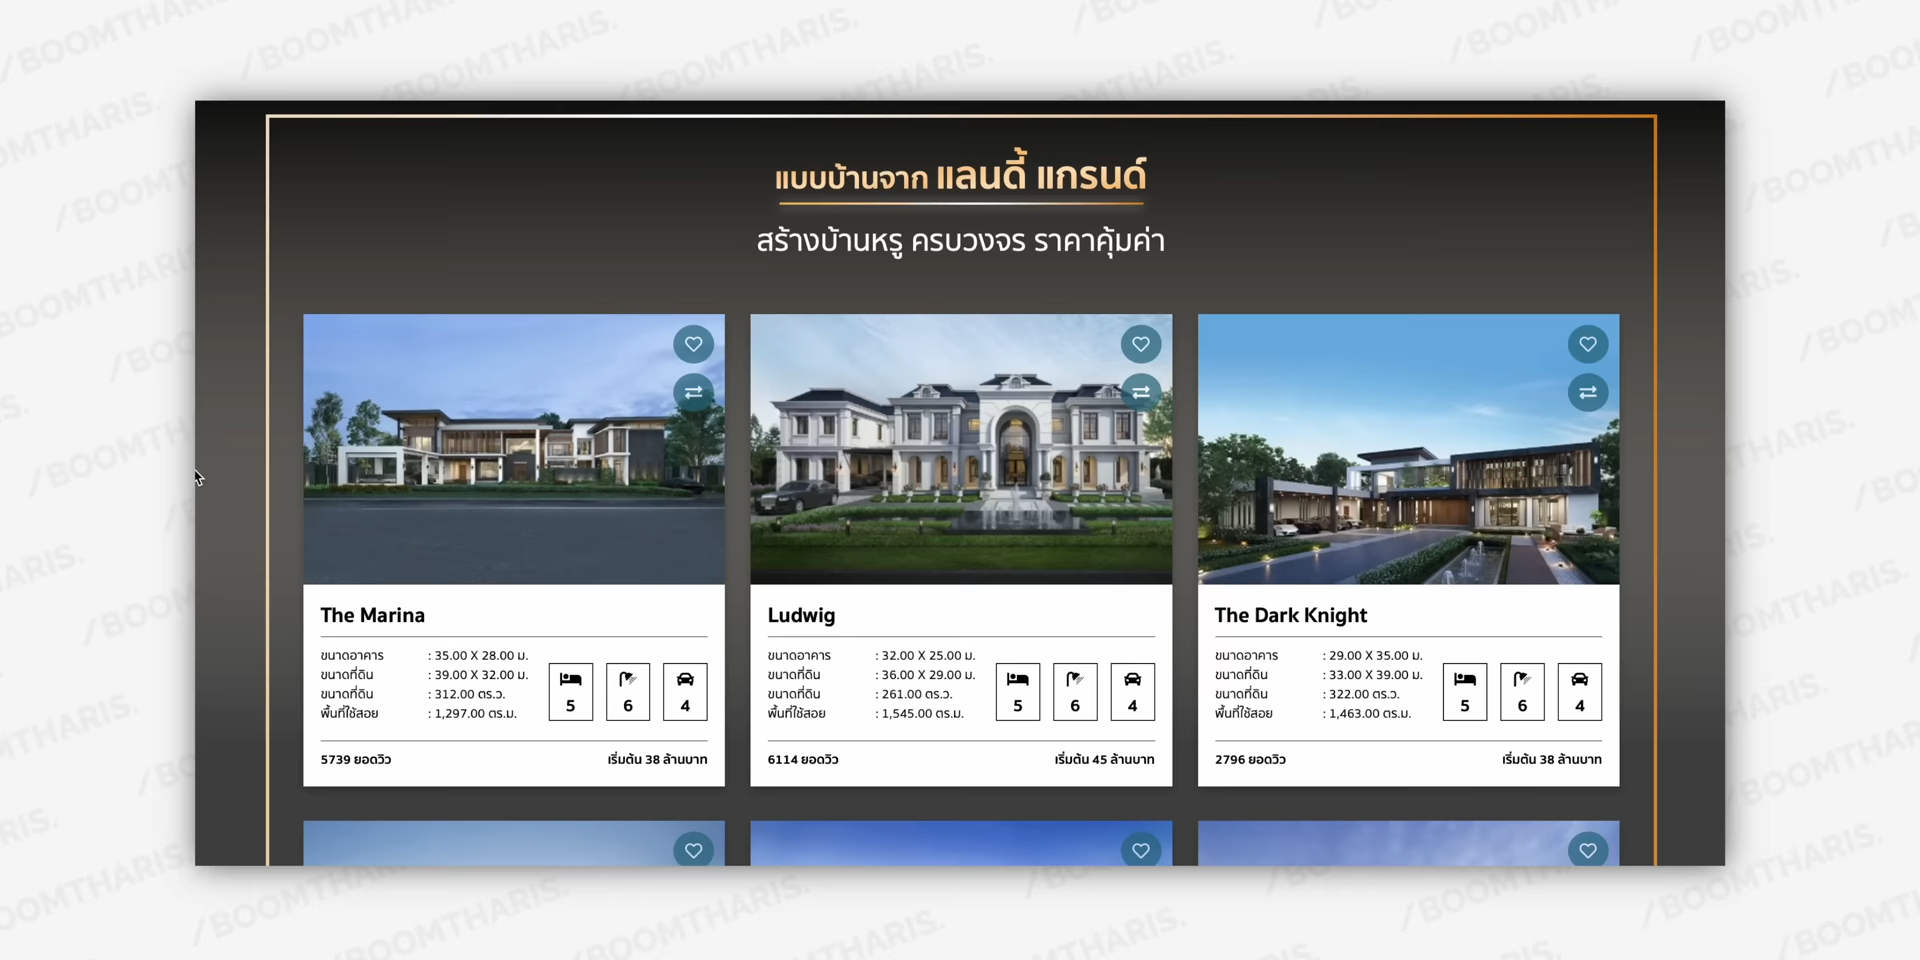 แบบบ้านจาก แลนดี้ แกรนด์
สร้างบ้านหรู ครบวงจร ราคาคุ้มค่า
The Marina
ขนาดอาคาร : 35.00 X 28.00 ม.
ขนาดที่ดิน : 39.00 X 32.00 ม.
ขนาดที่ดิน : 312.00 ตร.ว.
พื้นที่ใช้สอย : 1,297.00 ตร.ม.
5 6 4
5739 ยอดวิว เริ่มต้น 38 ล้านบาท
Ludwig
ขนาดอาคาร : 32.00 X 25.00 ม.
ขนาดที่ดิน : 36.00 X 29.00 ม.
ขนาดที่ดิน : 261.00 ตร.ว.
พื้นที่ใช้สอย : 1,545.00 ตร.ม.
5 6 4
6114 ยอดวิว เริ่มต้น 45 ล้านบาท
The Dark Knight
ขนาดอาคาร : 29.00 X 35.00 ม.
ขนาดที่ดิน : 33.00 X 39.00 ม.
ขนาดที่ดิน : 322.00 ตร.ว.
พื้นที่ใช้สอย : 1,463.00 ตร.ม.
5 6 4
2796 ยอดวิว เริ่มต้น 38 ล้านบาท
/BOOMTHARIS.